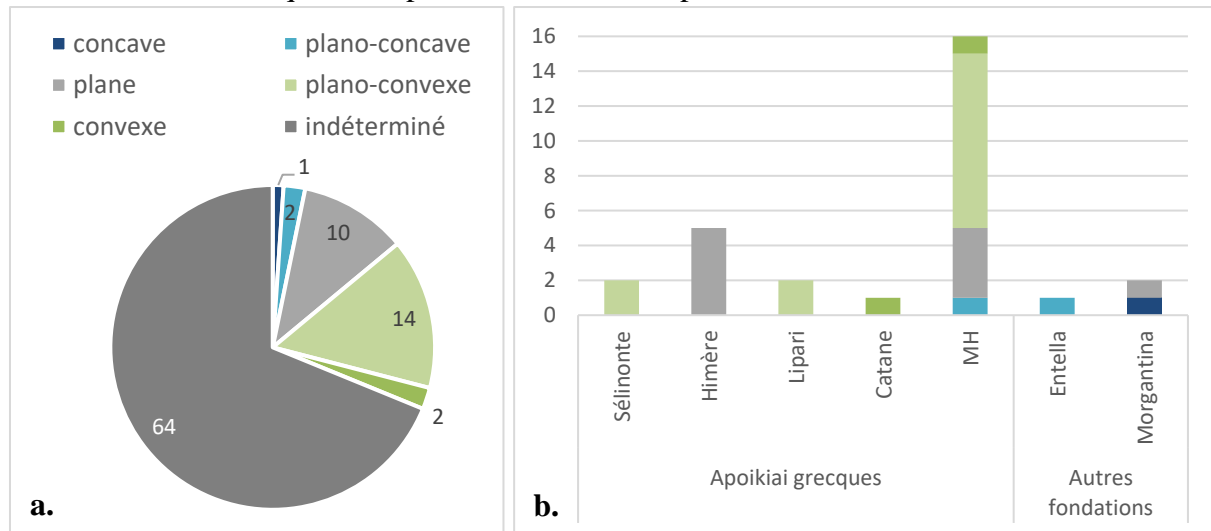 concave
plano-concave
plane
plano-convexe
convexe
indéterminé
1
2
10
14
2
64
a.
16
14
12
10
8
6
4
2
0
Sélinonte
Himère
Lipari
Catane
MH
Entella
Morgantina
Apoikiai grecques
Autres
fondations
b.